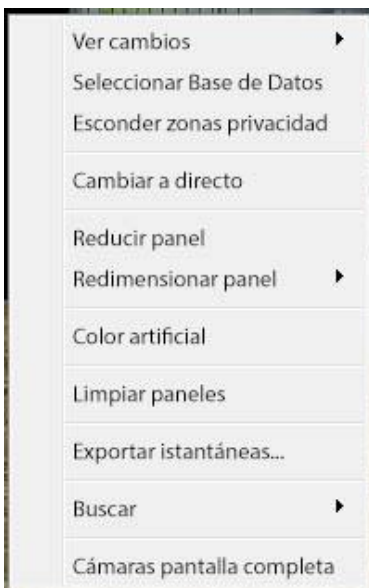 Ver cambios
Seleccionar Base de Datos
Esconder zonas privacidad
Cambiar a directo
Reducir panel
Redimensionar panel
Color artificial
Limpiar paneles
Exportar istantáneas...
Buscar
Cámaras pantalla completa